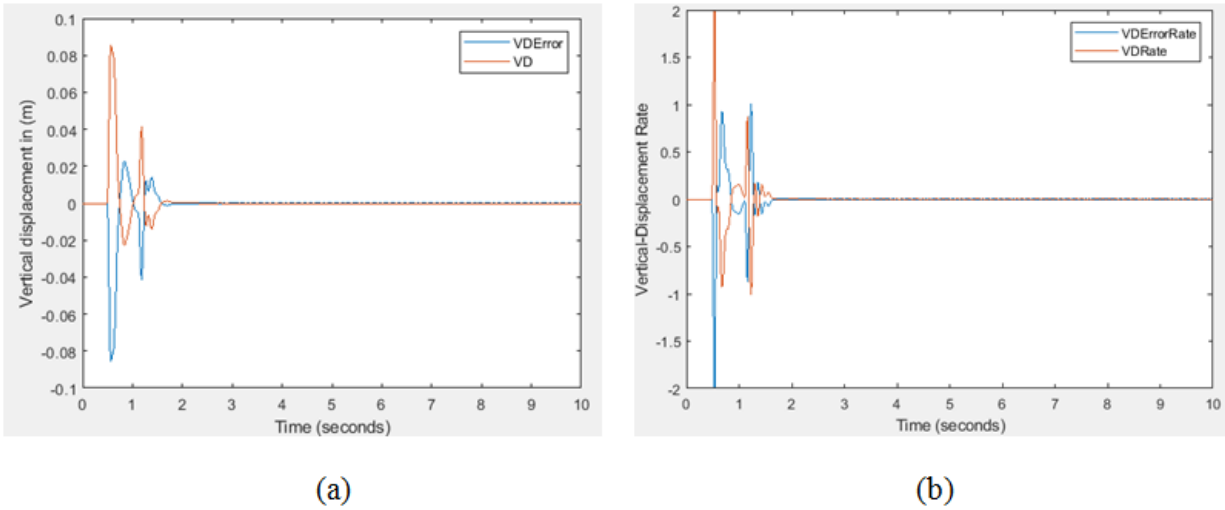 Vertical displacement in (m)
0.1
0.08
0.06
0.04
0.02
0
-0.02
-0.04
-0.06
-0.08
-0.1
0 1 2 3 4 5 6 7 8 9 10
Time (seconds)
VDError
VD
(a)
Vertical-Displacement Rate
2
1.5
1
0.5
0
-0.5
-1
-1.5
-2
0 1 2 3 4 5 6 7 8 9 10
Time (seconds)
VDErrorRate
VDRate
(b)